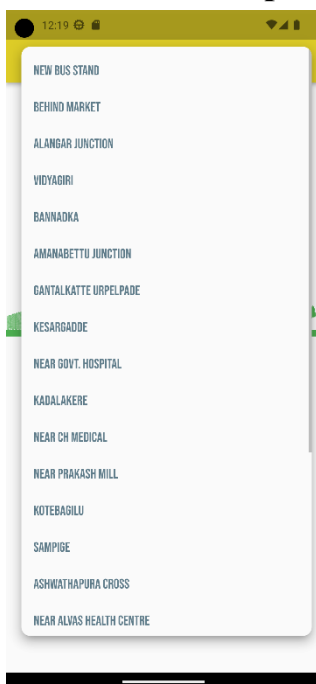 12:19
NEW BUS STAND
BEHIND MARKET
ALANGAR JUNCTION
VIDYAGIRI
BANNADKA
AMANABETTU JUNCTION
GANTALKATTE URPELPADE
KESARGADDE
NEAR GOVT. HOSPITAL
KADALAKERE
NEAR CH MEDICAL
NEAR PRAKASH MILL
KOTEBAGILU
SAMPIGE
ASHWATHAPURA CROSS
NEAR ALVAS HEALTH CENTRE